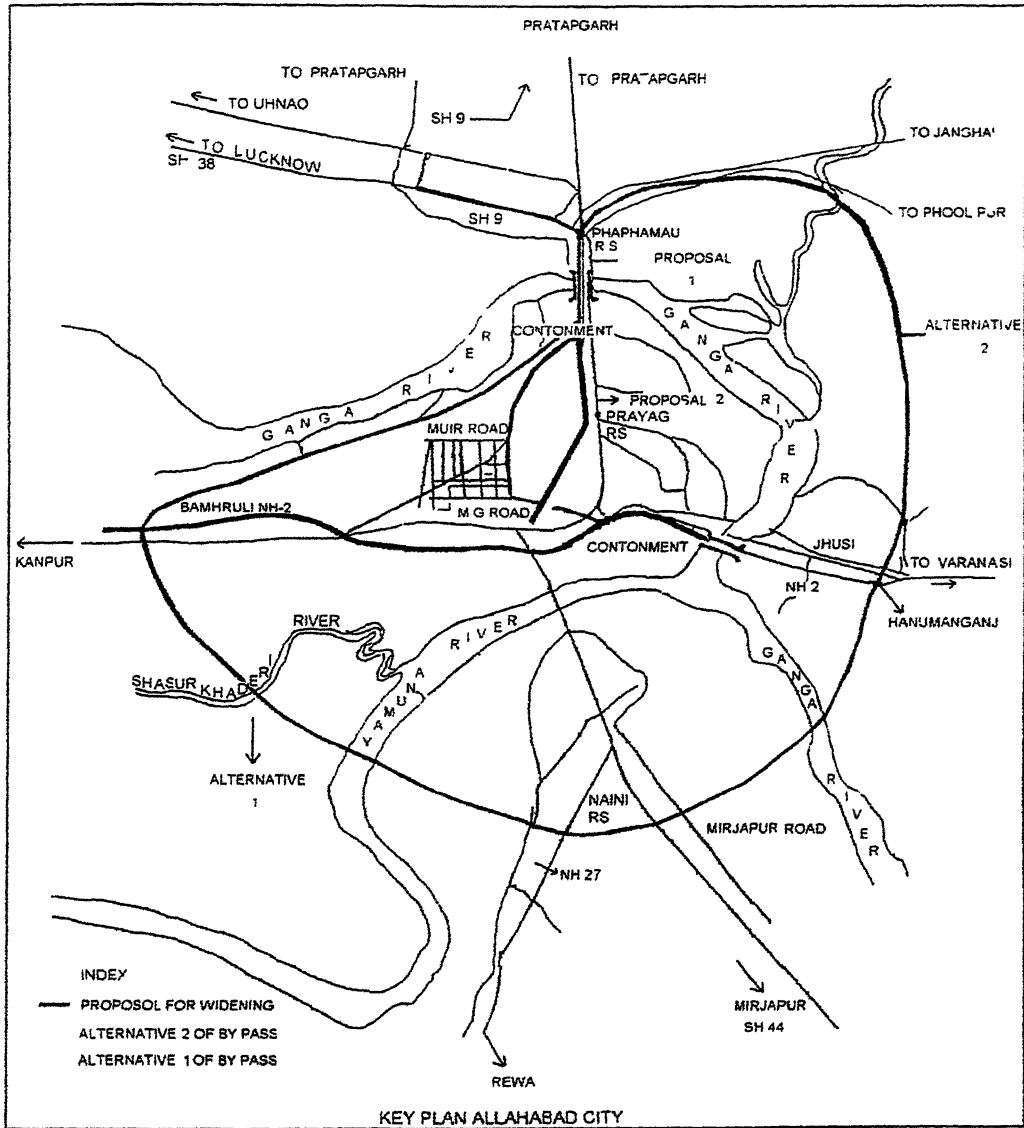 PRATAPGARH
TO PRATAPGARH
TO PRATAPGARH
TO UHNAO
SH 9
TO JANGHAI
TO LUCKNOW
SH 38
SH 9
TO PHOOL PUR
PHAPHAMAU
RS
PROPOSAL
1
CONTONMENT
GANGA RIVER
ALTERNATIVE
2
GANGA RIVER
PROPOSAL 2
PRAYAG
RS
MUIR ROAD
BAMHRULI NH-2
M G ROAD
KANPUR
CONTONMENT
JHUSI
TO VARANASI
NH 2
HANUMANGANJ
RIVER
SHASUR KHADERI
YAMUNA RIVER
GANGA RIVER
ALTERNATIVE
1
NAINI
RS
MIRJAPUR ROAD
NH 27
INDEX
PROPOSOL FOR WIDENING
ALTERNATIVE 2 OF BY PASS
ALTERNATIVE 1 OF BY PASS
MIRJAPUR
SH 44
REWA
KEY PLAN ALLAHABAD CITY